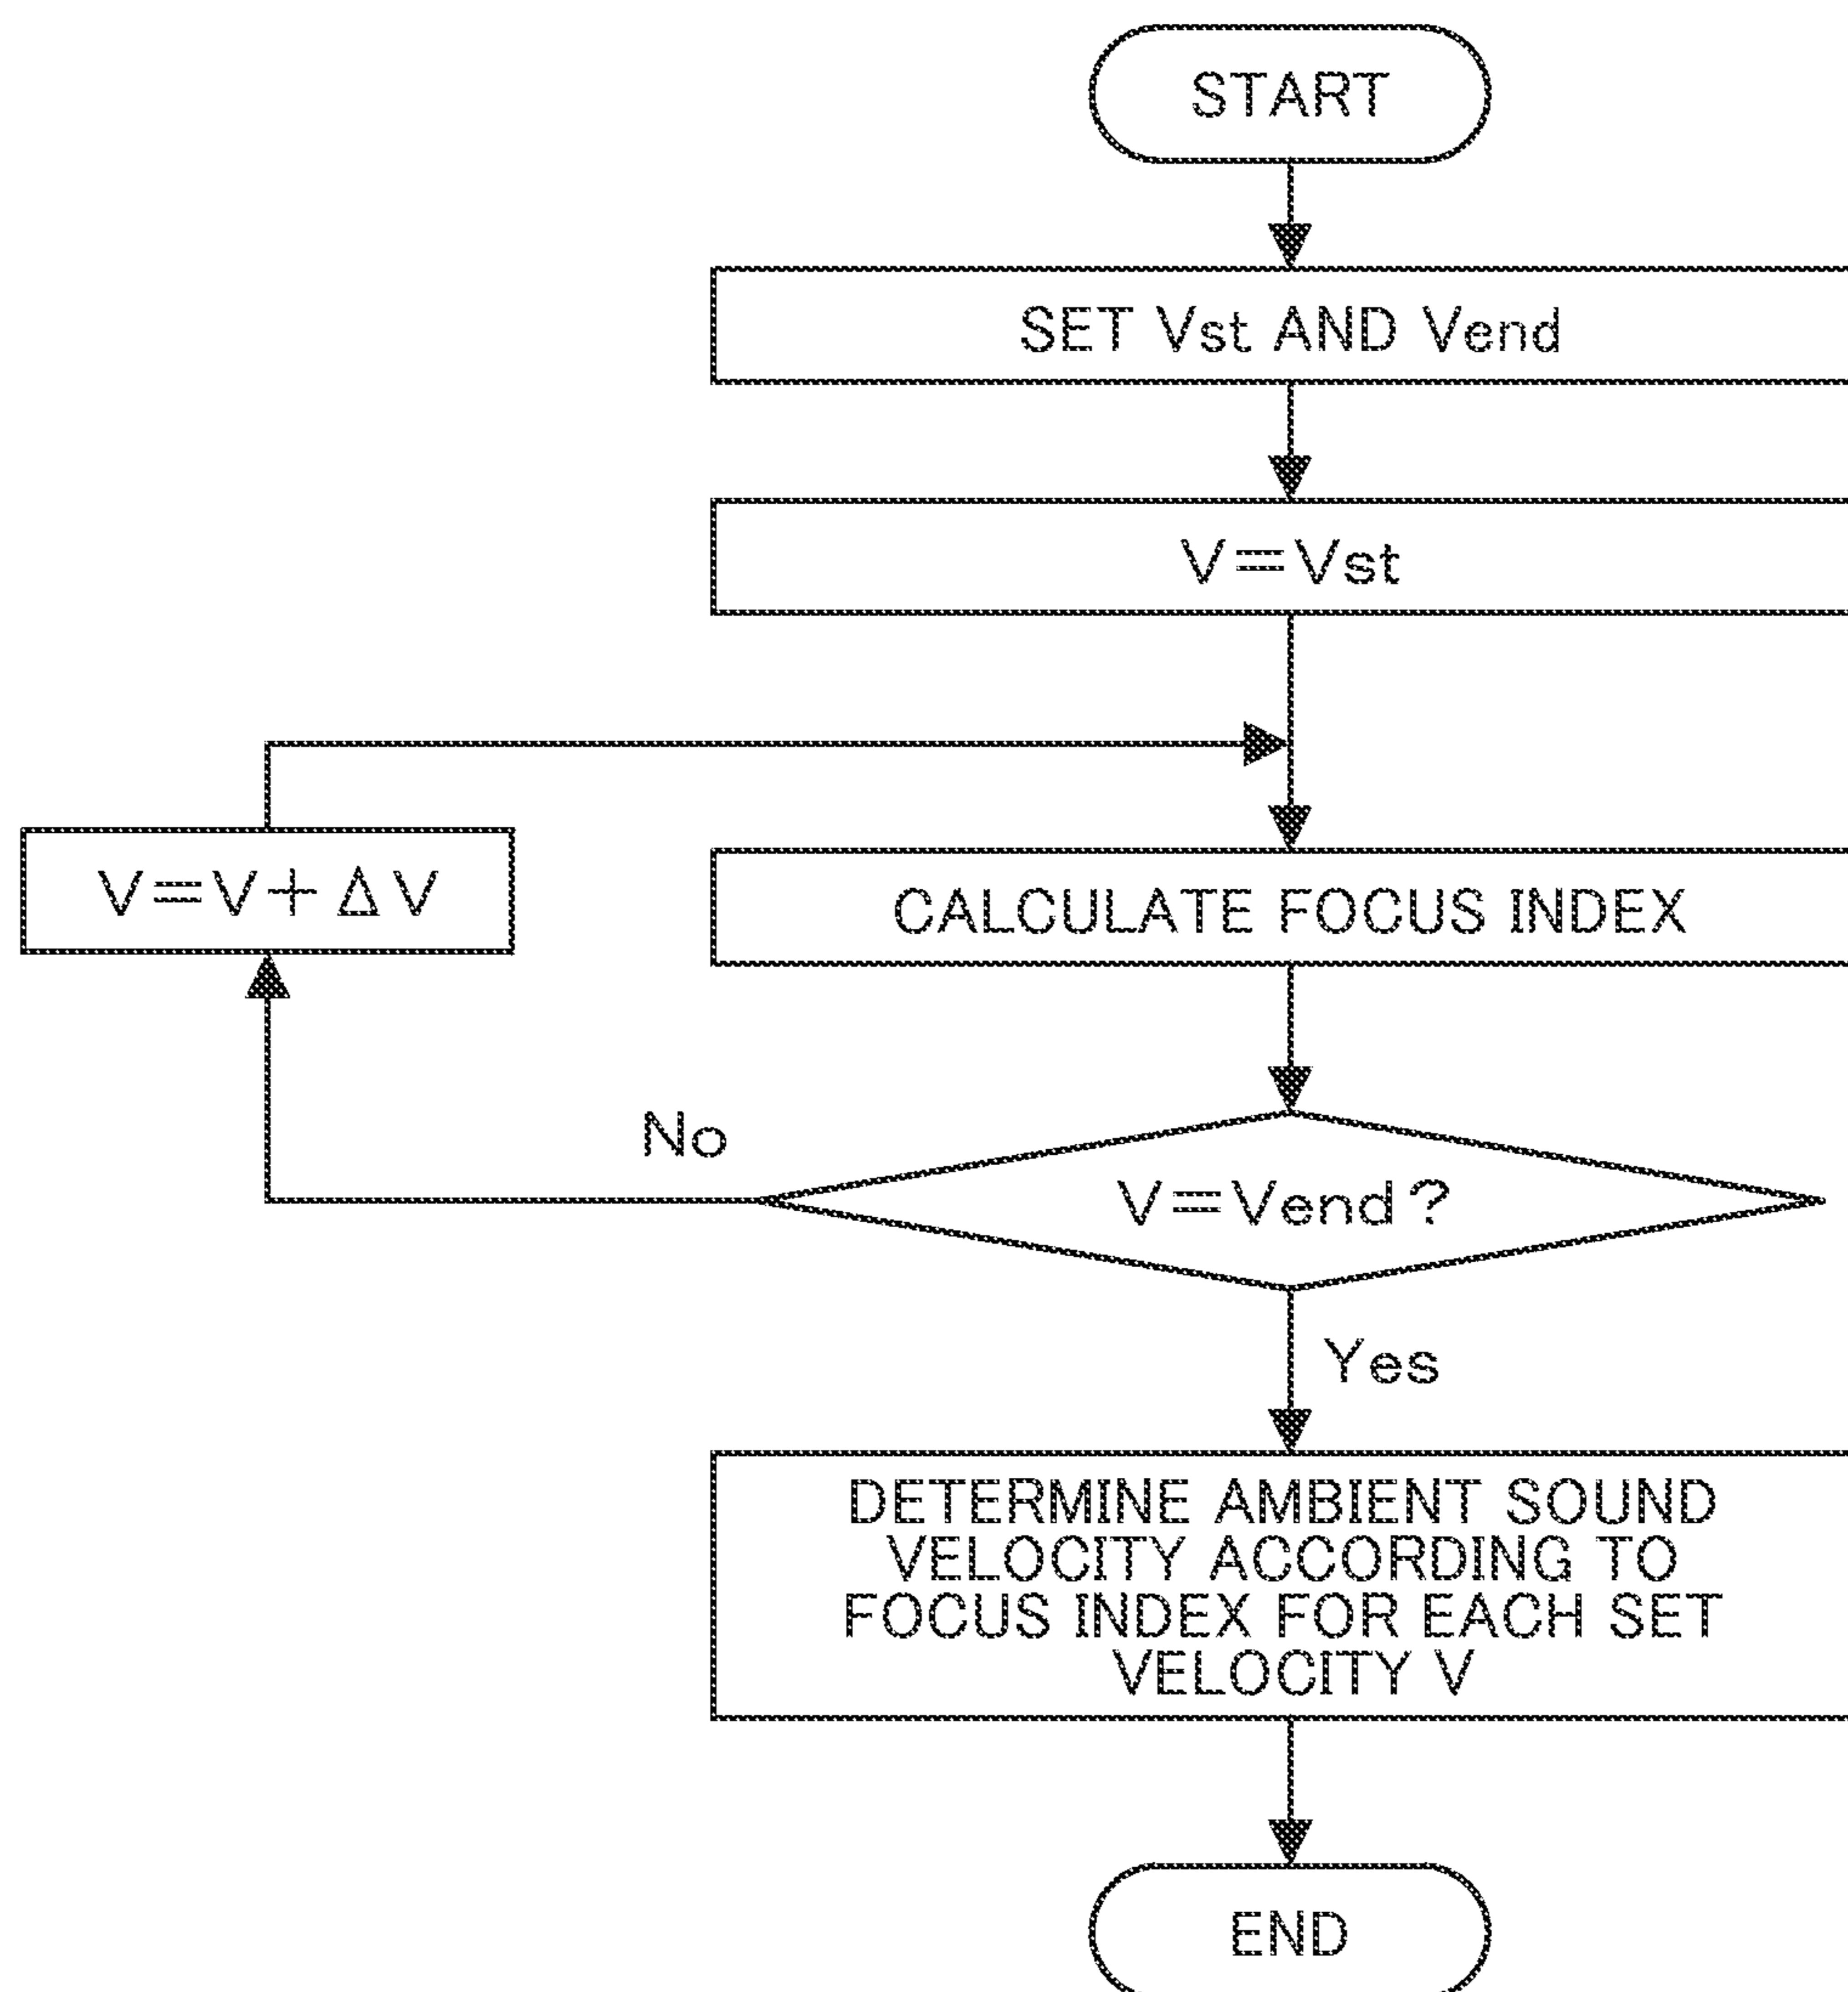 START
SET Vst AND Vend
V=Vst
V=V+ΔV
CALCULATE FOCUS INDEX
No
V=Vend?
Yes
DETERMINE AMBIENT SOUND
VELOCITY ACCORDING TO
FOCUS INDEX FOR EACH SET
VELOCITY V
END